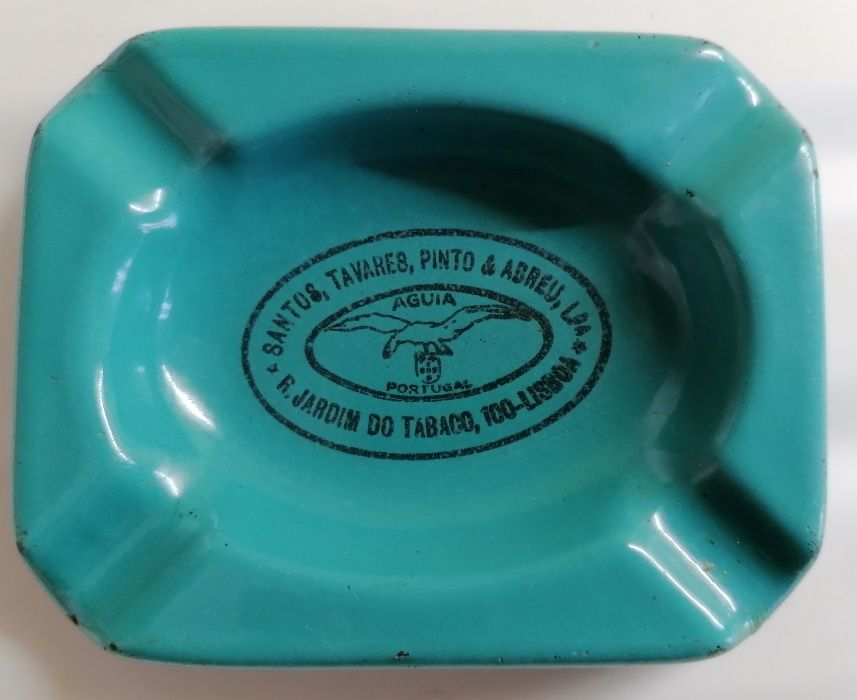 * SANTOS, TAVARES, PINTO & ABREU, LDA *
AGUIA
PORTUGAL
R. JARDIM DO TABACO, 100-LISBOA